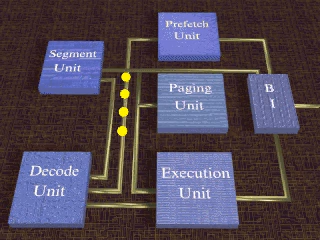 Prefetch
Unit
Segment
Unit
Paging
Unit
B
I
Decode
Unit
Execution
Unit